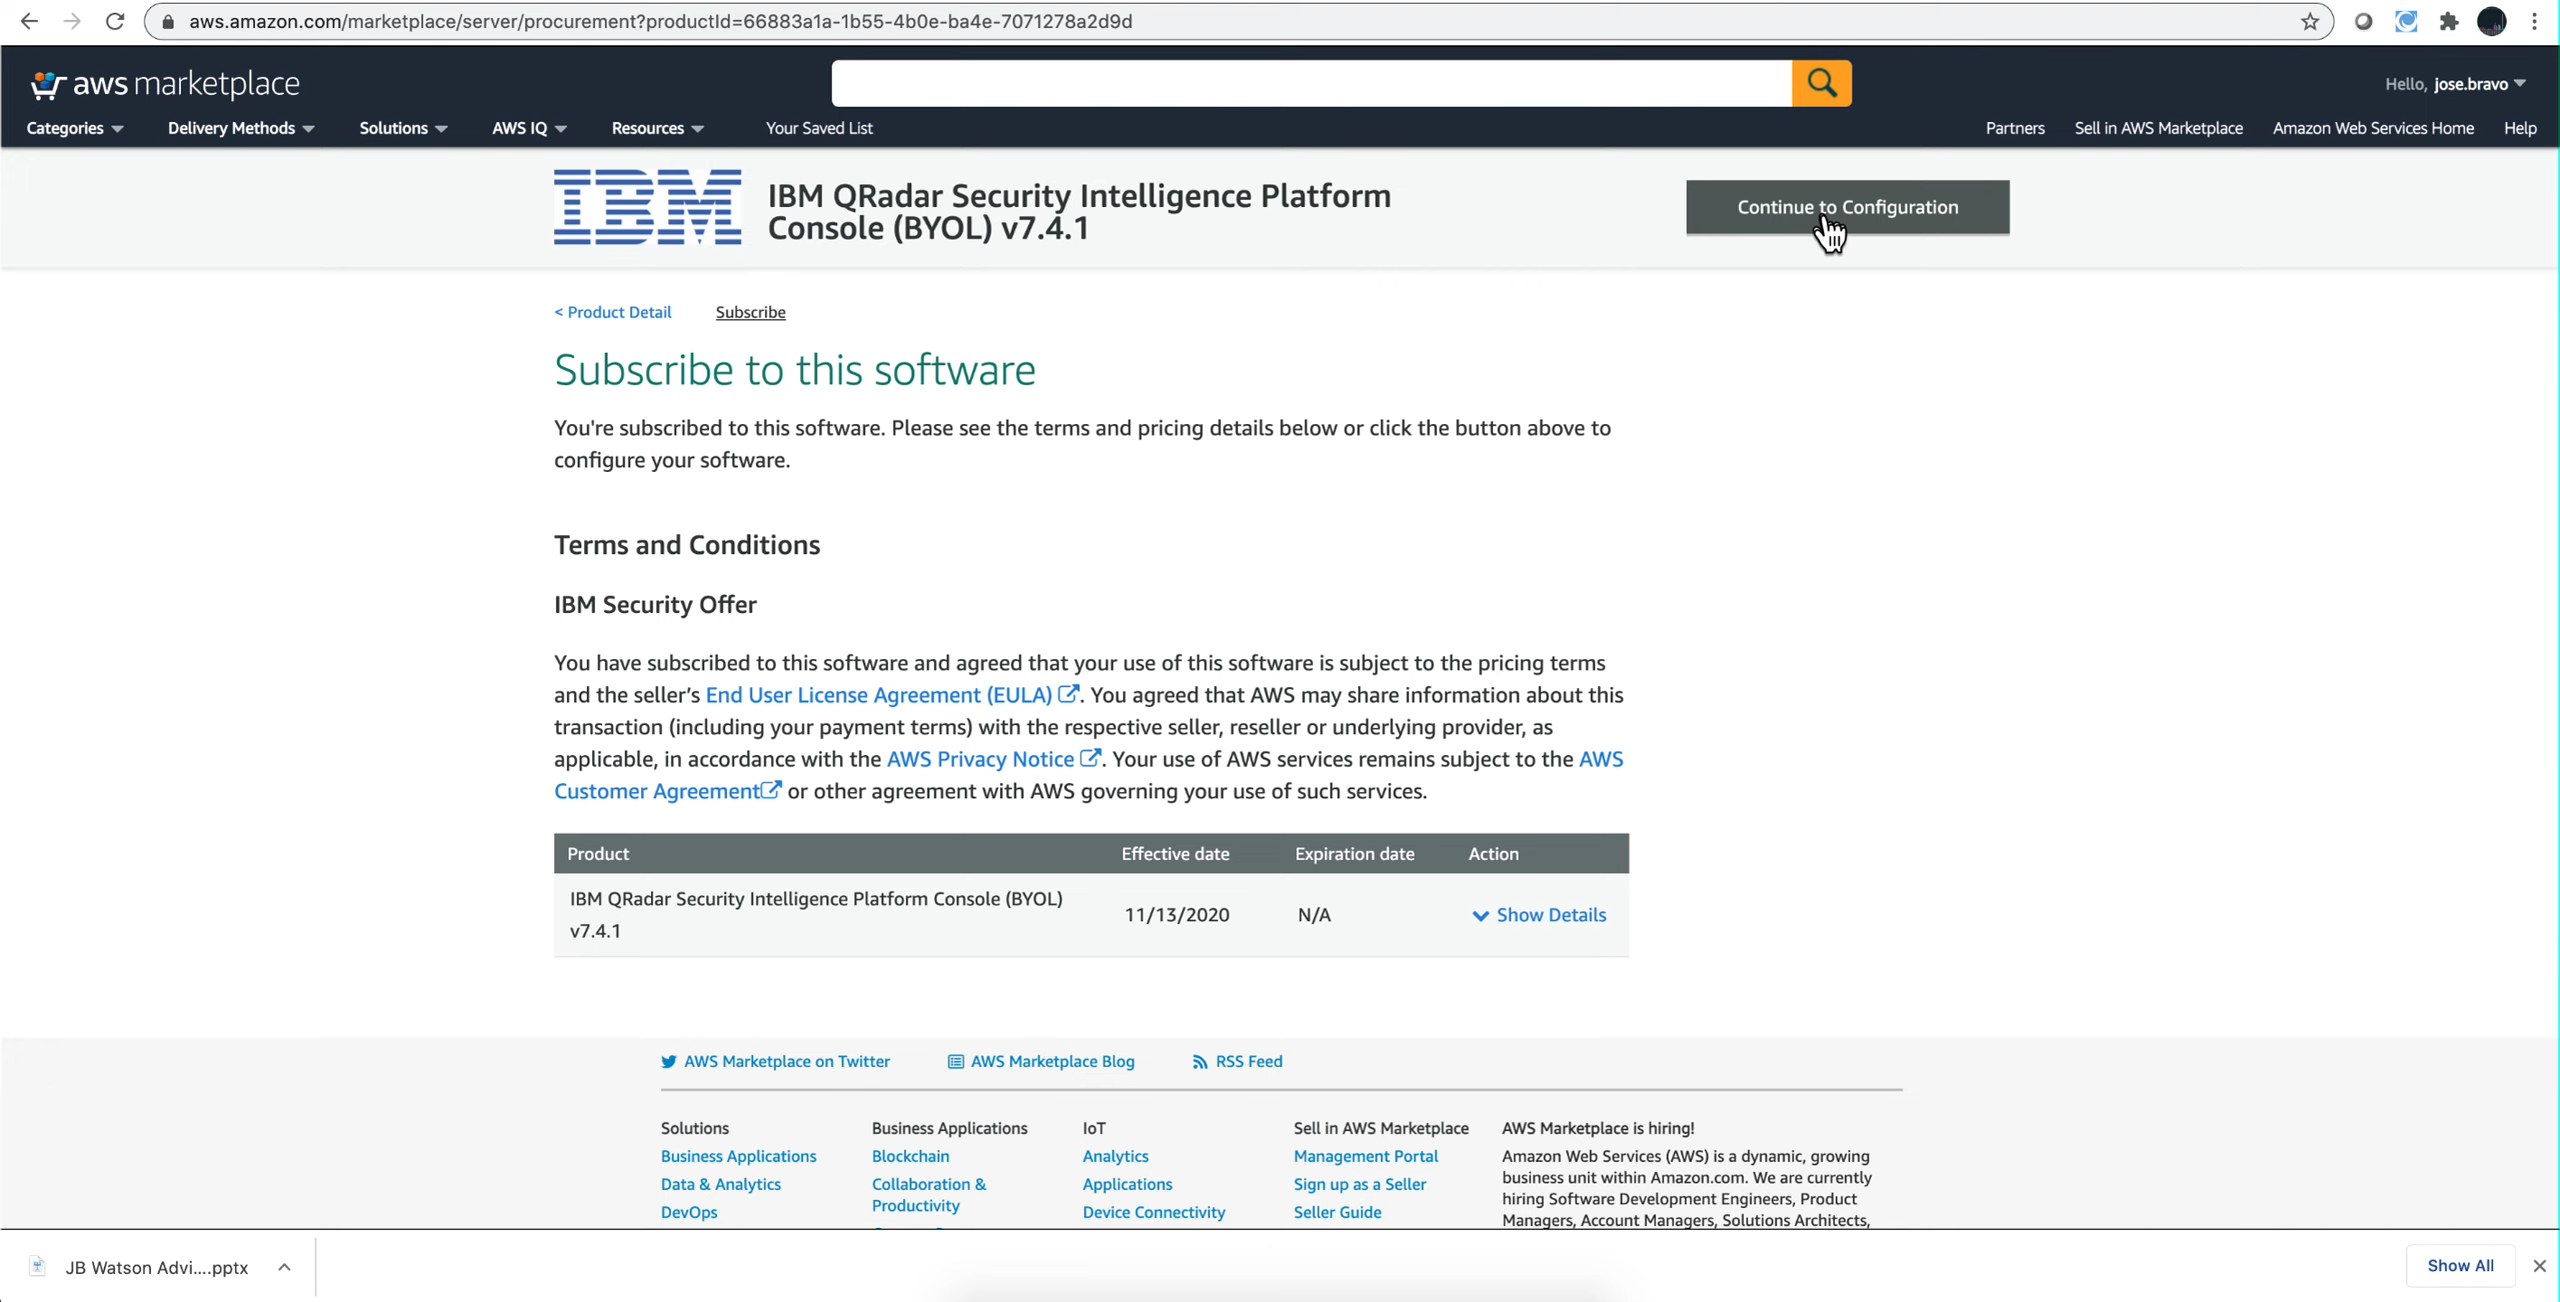 aws.amazon.com/marketplace/server/procurement?productId=66883a1a-1b55-4b0e-ba4e-7071278a2d9d
aws marketplace
Hello, jose.bravo
Categories
Delivery Methods
Solutions
AWS IQ
Resources
Your Saved List
Partners
Sell in AWS Marketplace
Amazon Web Services Home
Help
IBM
IBM QRadar Security Intelligence Platform
Console (BYOL) v7.4.1
Continue to Configuration
< Product Detail
Subscribe
Subscribe to this software
You're subscribed to this software. Please see the terms and pricing details below or click the button above to
configure your software.
Terms and Conditions
IBM Security Offer
You have subscribed to this software and agreed that your use of this software is subject to the pricing terms
and the seller's End User License Agreement (EULA). You agreed that AWS may share information about this
transaction (including your payment terms) with the respective seller, reseller or underlying provider, as
applicable, in accordance with the AWS Privacy Notice. Your use of AWS services remains subject to the AWS
Customer Agreement or other agreement with AWS governing your use of such services.
Product Effective date Expiration date Action
IBM QRadar Security Intelligence Platform Console (BYOL)
v7.4.1
11/13/2020
N/A
Show Details
AWS Marketplace on Twitter
AWS Marketplace Blog
RSS Feed
Solutions
Business Applications
Data & Analytics
DevOps
Business Applications
Blockchain
Collaboration &
Productivity
IoT
Analytics
Applications
Device Connectivity
Sell in AWS Marketplace
Management Portal
Sign up as a Seller
Seller Guide
AWS Marketplace is hiring!
Amazon Web Services (AWS) is a dynamic, growing
business unit within Amazon.com. We are currently
hiring Software Development Engineers, Product
Managers, Account Managers, Solutions Architects,
JB Watson Advi....pptx
Show All